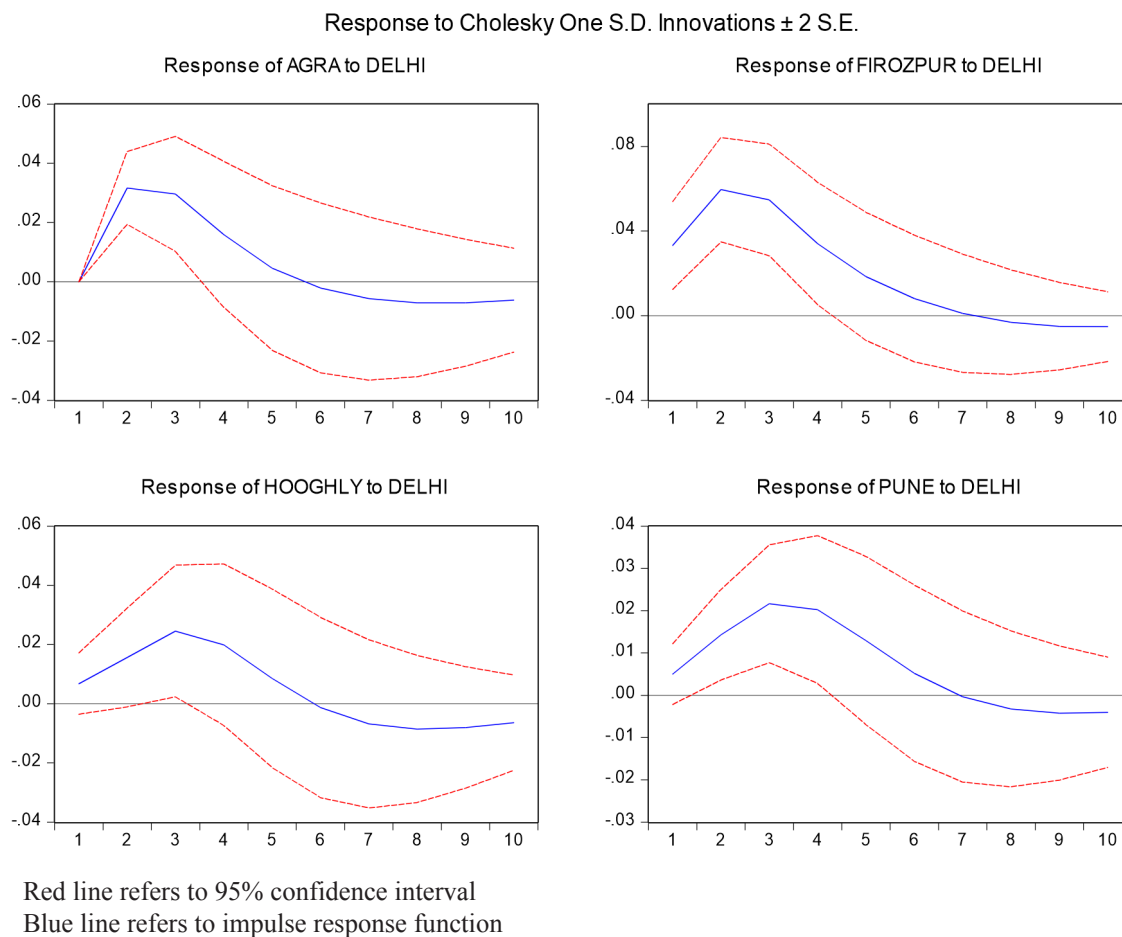 Response to Cholesky One S.D. Innovations ± 2 S.E.
Response of AGRA to DELHI
.06
.04
.02
.00
-.02
-.04
1 2 3 4 5 6 7 8 9 10
Response of FIROZPUR to DELHI
.08
.04
.00
-.04
1 2 3 4 5 6 7 8 9 10
Response of HOOGHLY to DELHI
.06
.04
.02
.00
-.02
-.04
1 2 3 4 5 6 7 8 9 10
Response of PUNE to DELHI
.04
.03
.02
.01
.00
-.01
-.02
-.03
1 2 3 4 5 6 7 8 9 10
Red line refers to 95% confidence interval
Blue line refers to impulse response function